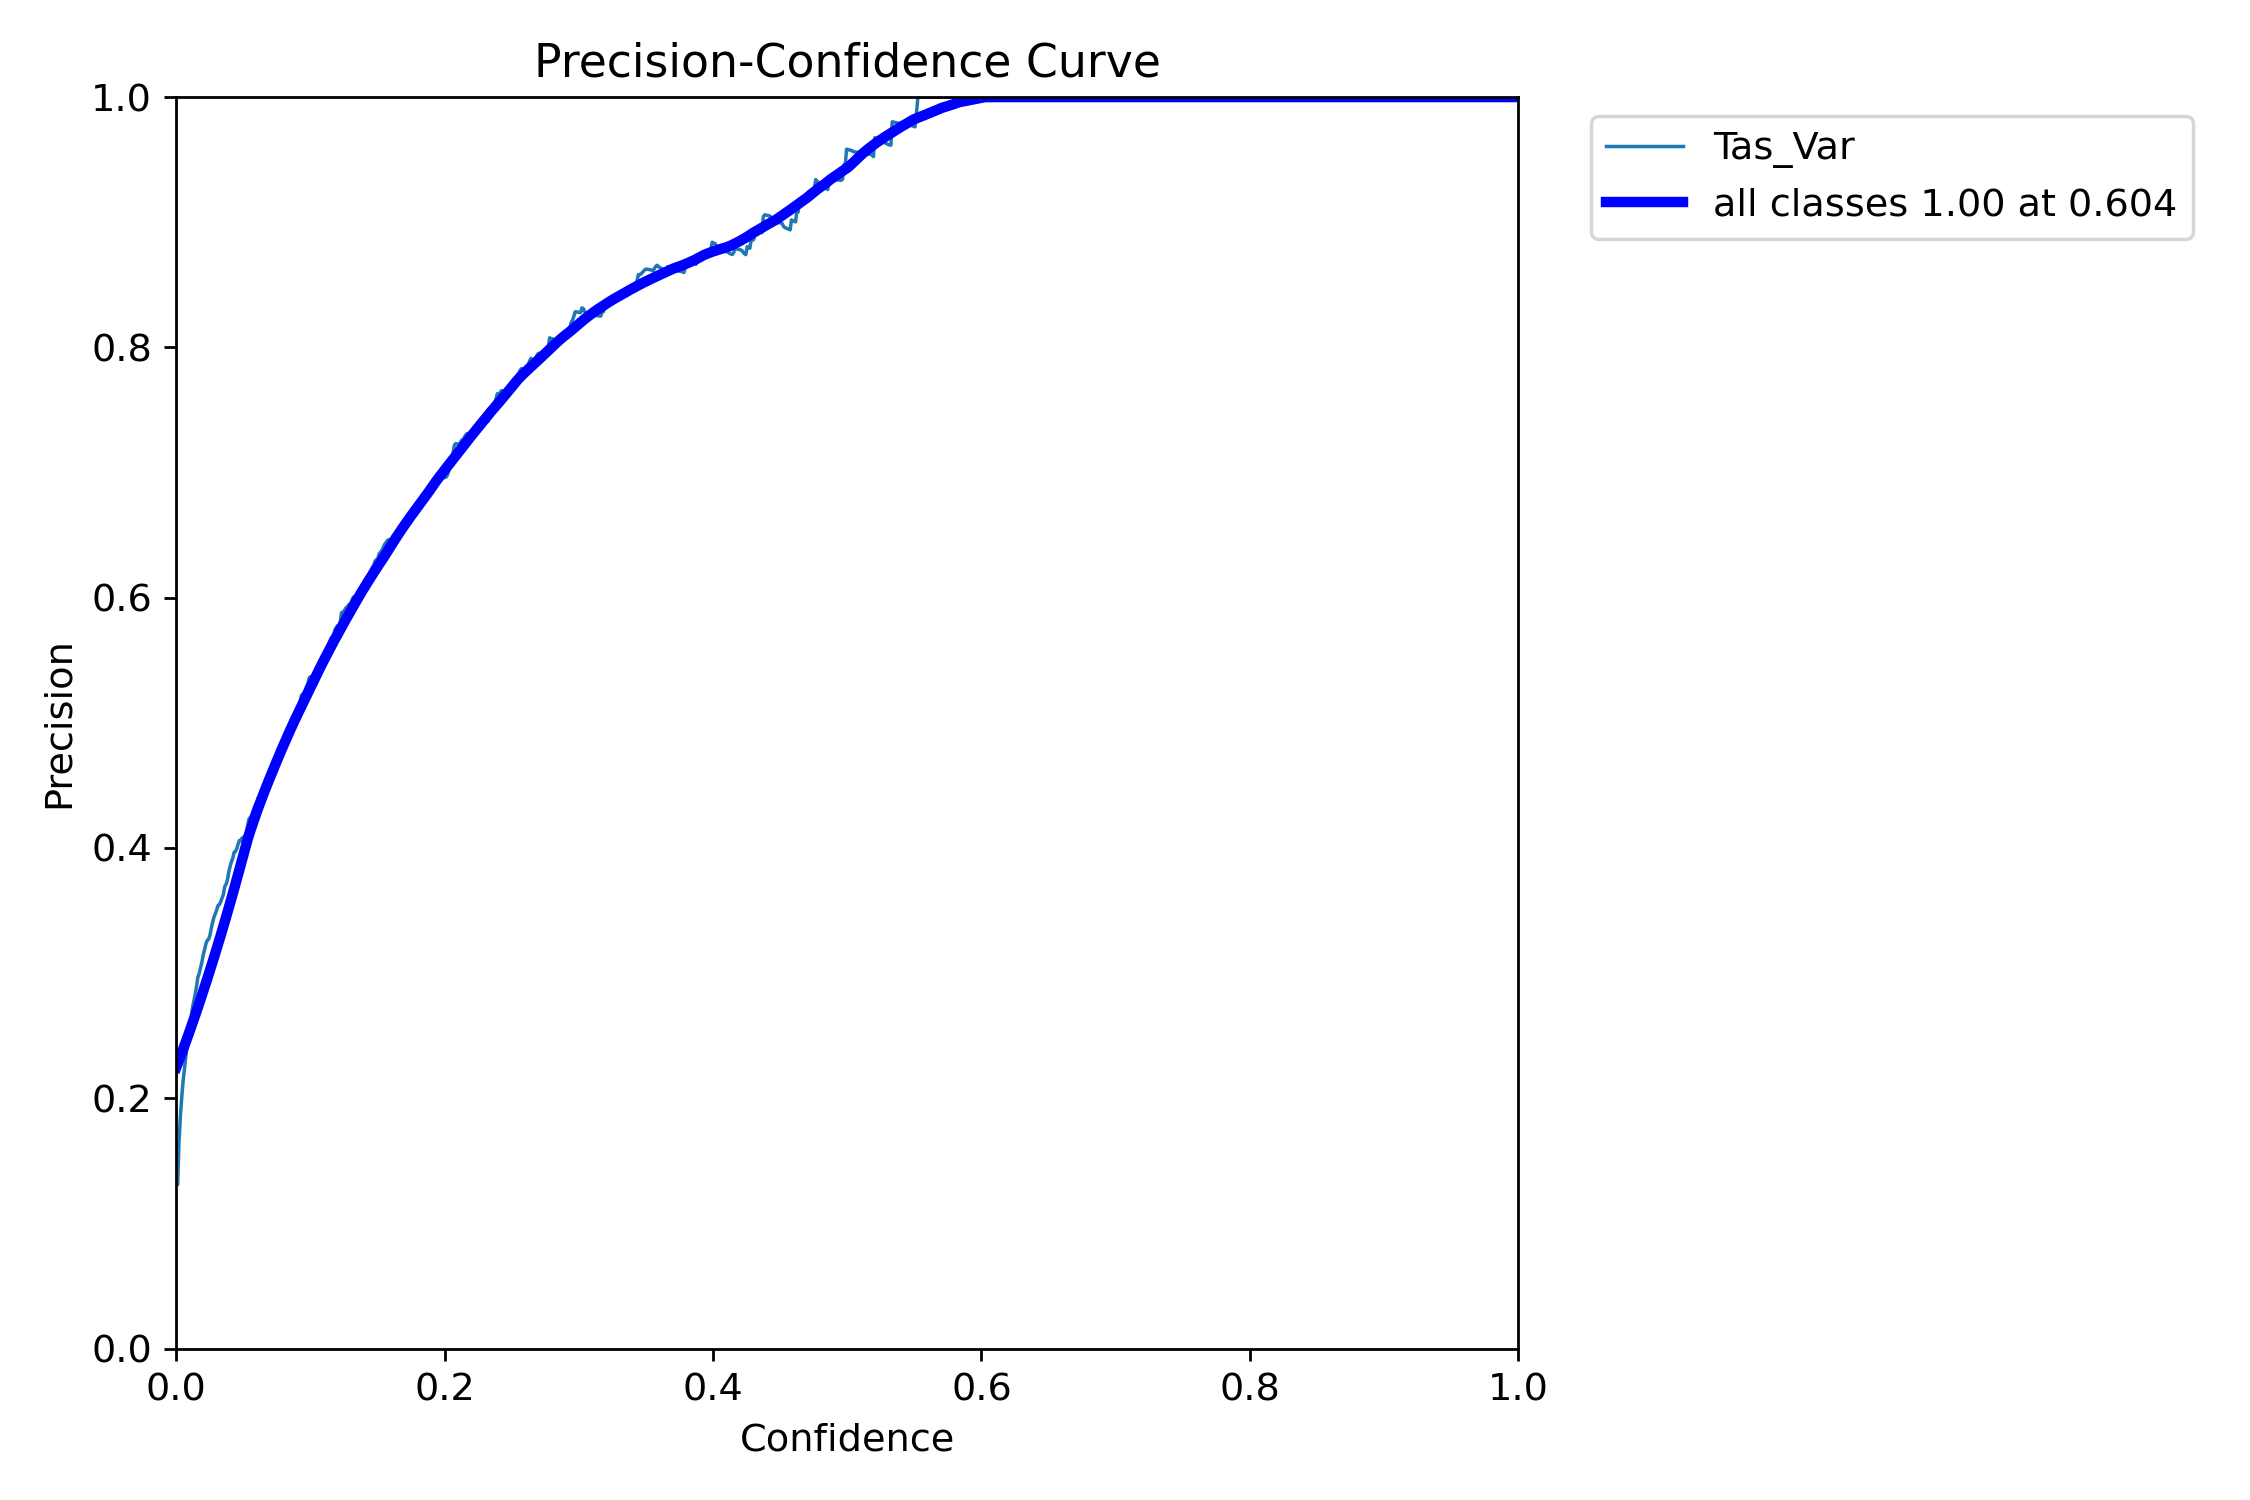 Precision-Confidence Curve
1.0
0.8
0.6
0.4
0.2
0.0
Precision
0.0 0.2 0.4 0.6 0.8 1.0
Confidence
Tas_Var
all classes 1.00 at 0.604